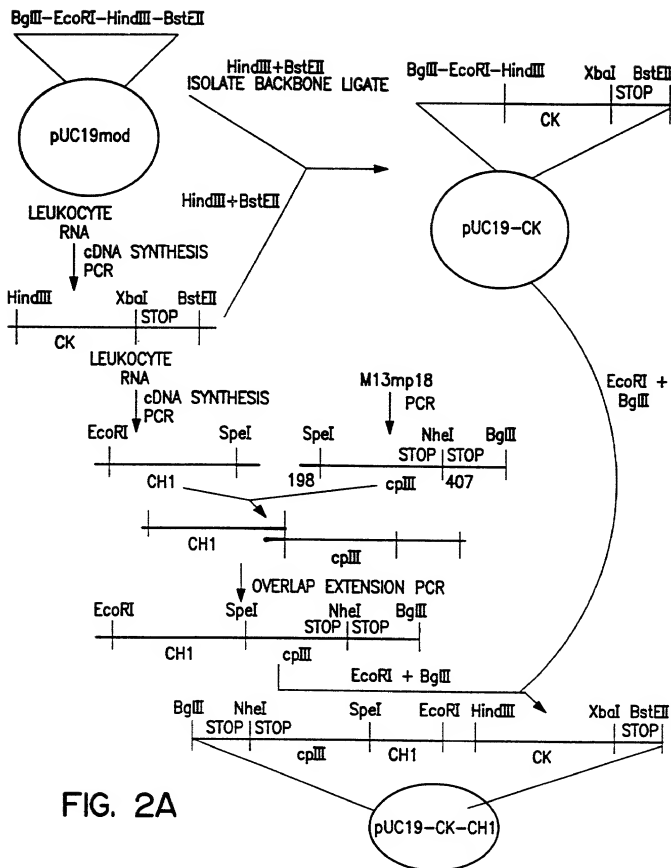 BglII-EcoRI-HindIII-BstEII
pUC19mod
HindIII+BstEII
ISOLATE BACKBONE LIGATE
BglII-EcoRI-HindIII
XbaI
BstEII
STOP
CK
pUC19-CK
HindIII+BstEII
LEUKOCYTE
RNA
cDNA SYNTHESIS
PCR
HindIII
XbaI
BstEII
STOP
CK
LEUKOCYTE
RNA
cDNA SYNTHESIS
PCR
M13mp18
PCR
EcoRI +
BglII
EcoRI
SpeI
CH1
SpeI
NheI
BglII
STOP
STOP
198
cpIII
407
CH1
cpIII
OVERLAP EXTENSION PCR
EcoRI
SpeI
NheI
BglII
STOP
STOP
CH1
cpIII
EcoRI + BglII
BglII
NheI
SpeI
EcoRI
HindIII
XbaI
BstEII
STOP
STOP
STOP
cpIII
CH1
CK
pUC19-CK-CH1
FIG. 2A